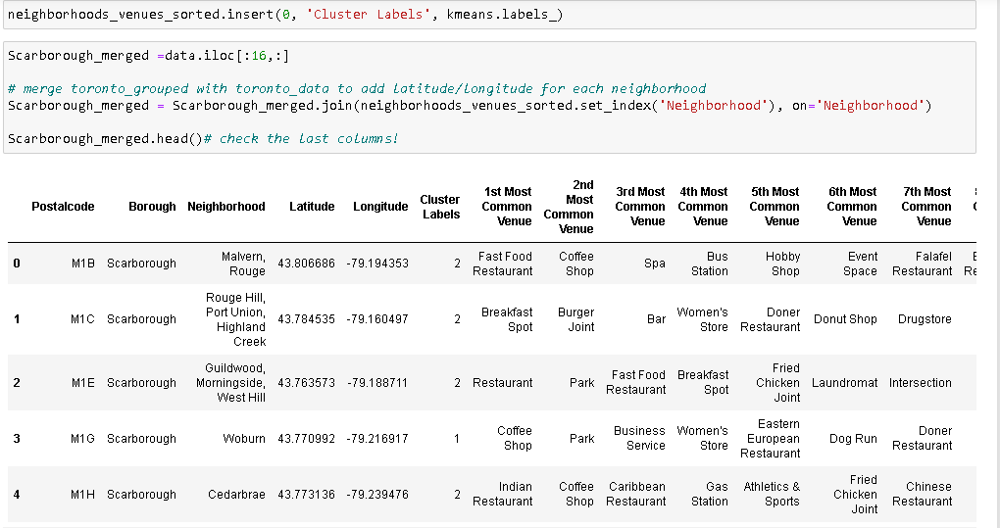 neighborhoods_venues_sorted.insert(0, 'Cluster Labels', kmeans.labels_)
Scarborough_merged =data.iloc[:16,:]
# merge toronto_grouped with toronto_data to add latitude/longitude for each neighborhood
Scarborough_merged = Scarborough_merged.join(neighborhoods_venues_sorted.set_index('Neighborhood'), on='Neighborhood')
Scarborough_merged.head()# check the last columns!
Postalcode Borough Neighborhood Latitude Longitude Cluster Labels 1st Most Common Venue 2nd Most Common Venue 3rd Most Common Venue 4th Most Common Venue 5th Most Common Venue 6th Most Common Venue 7th Most Common Venue
0 M1B Scarborough Malvern, Rouge 43.806686 -79.194353 2 Fast Food Restaurant Coffee Shop Spa Bus Station Hobby Shop Event Space Falafel Restaurant
1 M1C Scarborough Rouge Hill, Port Union, Highland Creek 43.784535 -79.160497 2 Breakfast Spot Burger Joint Bar Women's Store Doner Restaurant Donut Shop Drugstore
2 M1E Scarborough Guildwood, Morningside, West Hill 43.763573 -79.188711 2 Restaurant Park Fast Food Restaurant Breakfast Spot Fried Chicken Joint Laundromat Intersection
3 M1G Scarborough Woburn 43.770992 -79.216917 1 Coffee Shop Park Business Service Women's Store Eastern European Restaurant Dog Run Doner Restaurant
4 M1H Scarborough Cedarbrae 43.773136 -79.239476 2 Indian Restaurant Coffee Shop Caribbean Restaurant Gas Station Athletics & Sports Fried Chicken Joint Chinese Restaurant